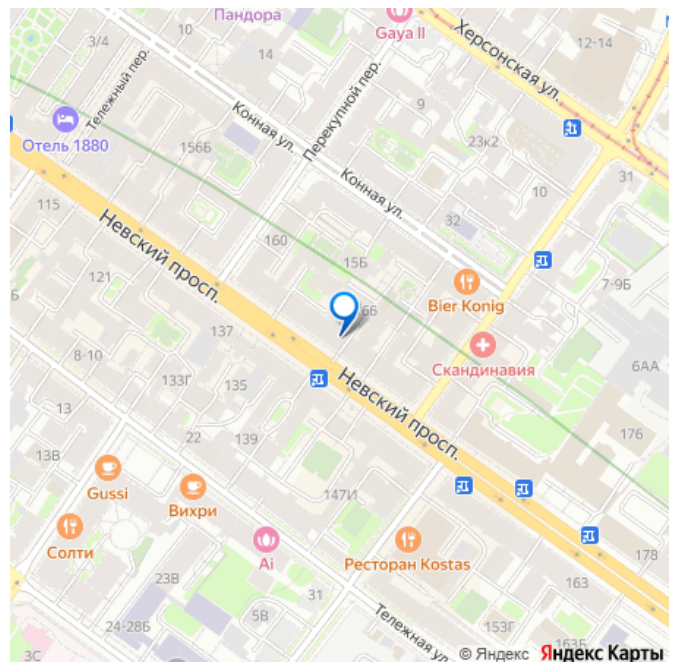 Пандора
Gaya II
3/4
10
14
Херсонская ул.
12-14
Тележный пер.
Перекупной пер.
Конная ул.
9
Отель 1880
156Б
23к2
31
115
Конная ул.
10
32
Невский просп.
160
15Б
121
Bier Konig
7-9Б
137
Скандинавия
8-10
133Г
135
Невский просп.
6АА
13
22
139
176
13В
Gussi
Вихри
147И
Солти
Ai
Ресторан Kostas
178
23В
31
163
24-28Б
5В
Тележная ул.
153Г
163Б
3С
© Яндекс Яндекс Карты